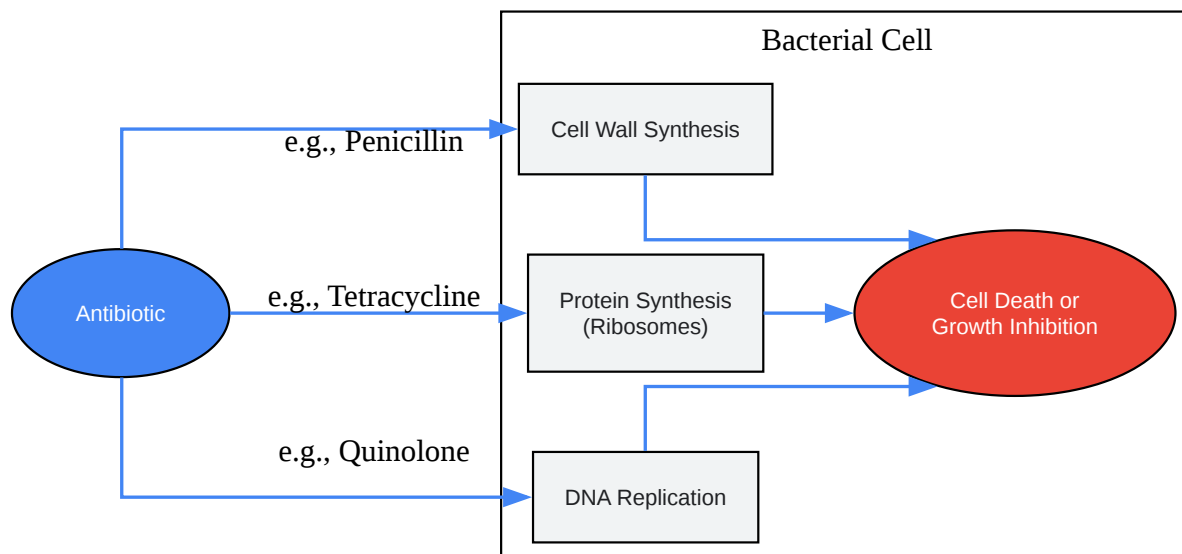 Bacterial Cell
Cell Wall Synthesis
e.g., Penicillin
Antibiotic
e.g., Tetracycline
Protein Synthesis
(Ribosomes)
Cell Death or
Growth Inhibition
e.g., Quinolone
DNA Replication